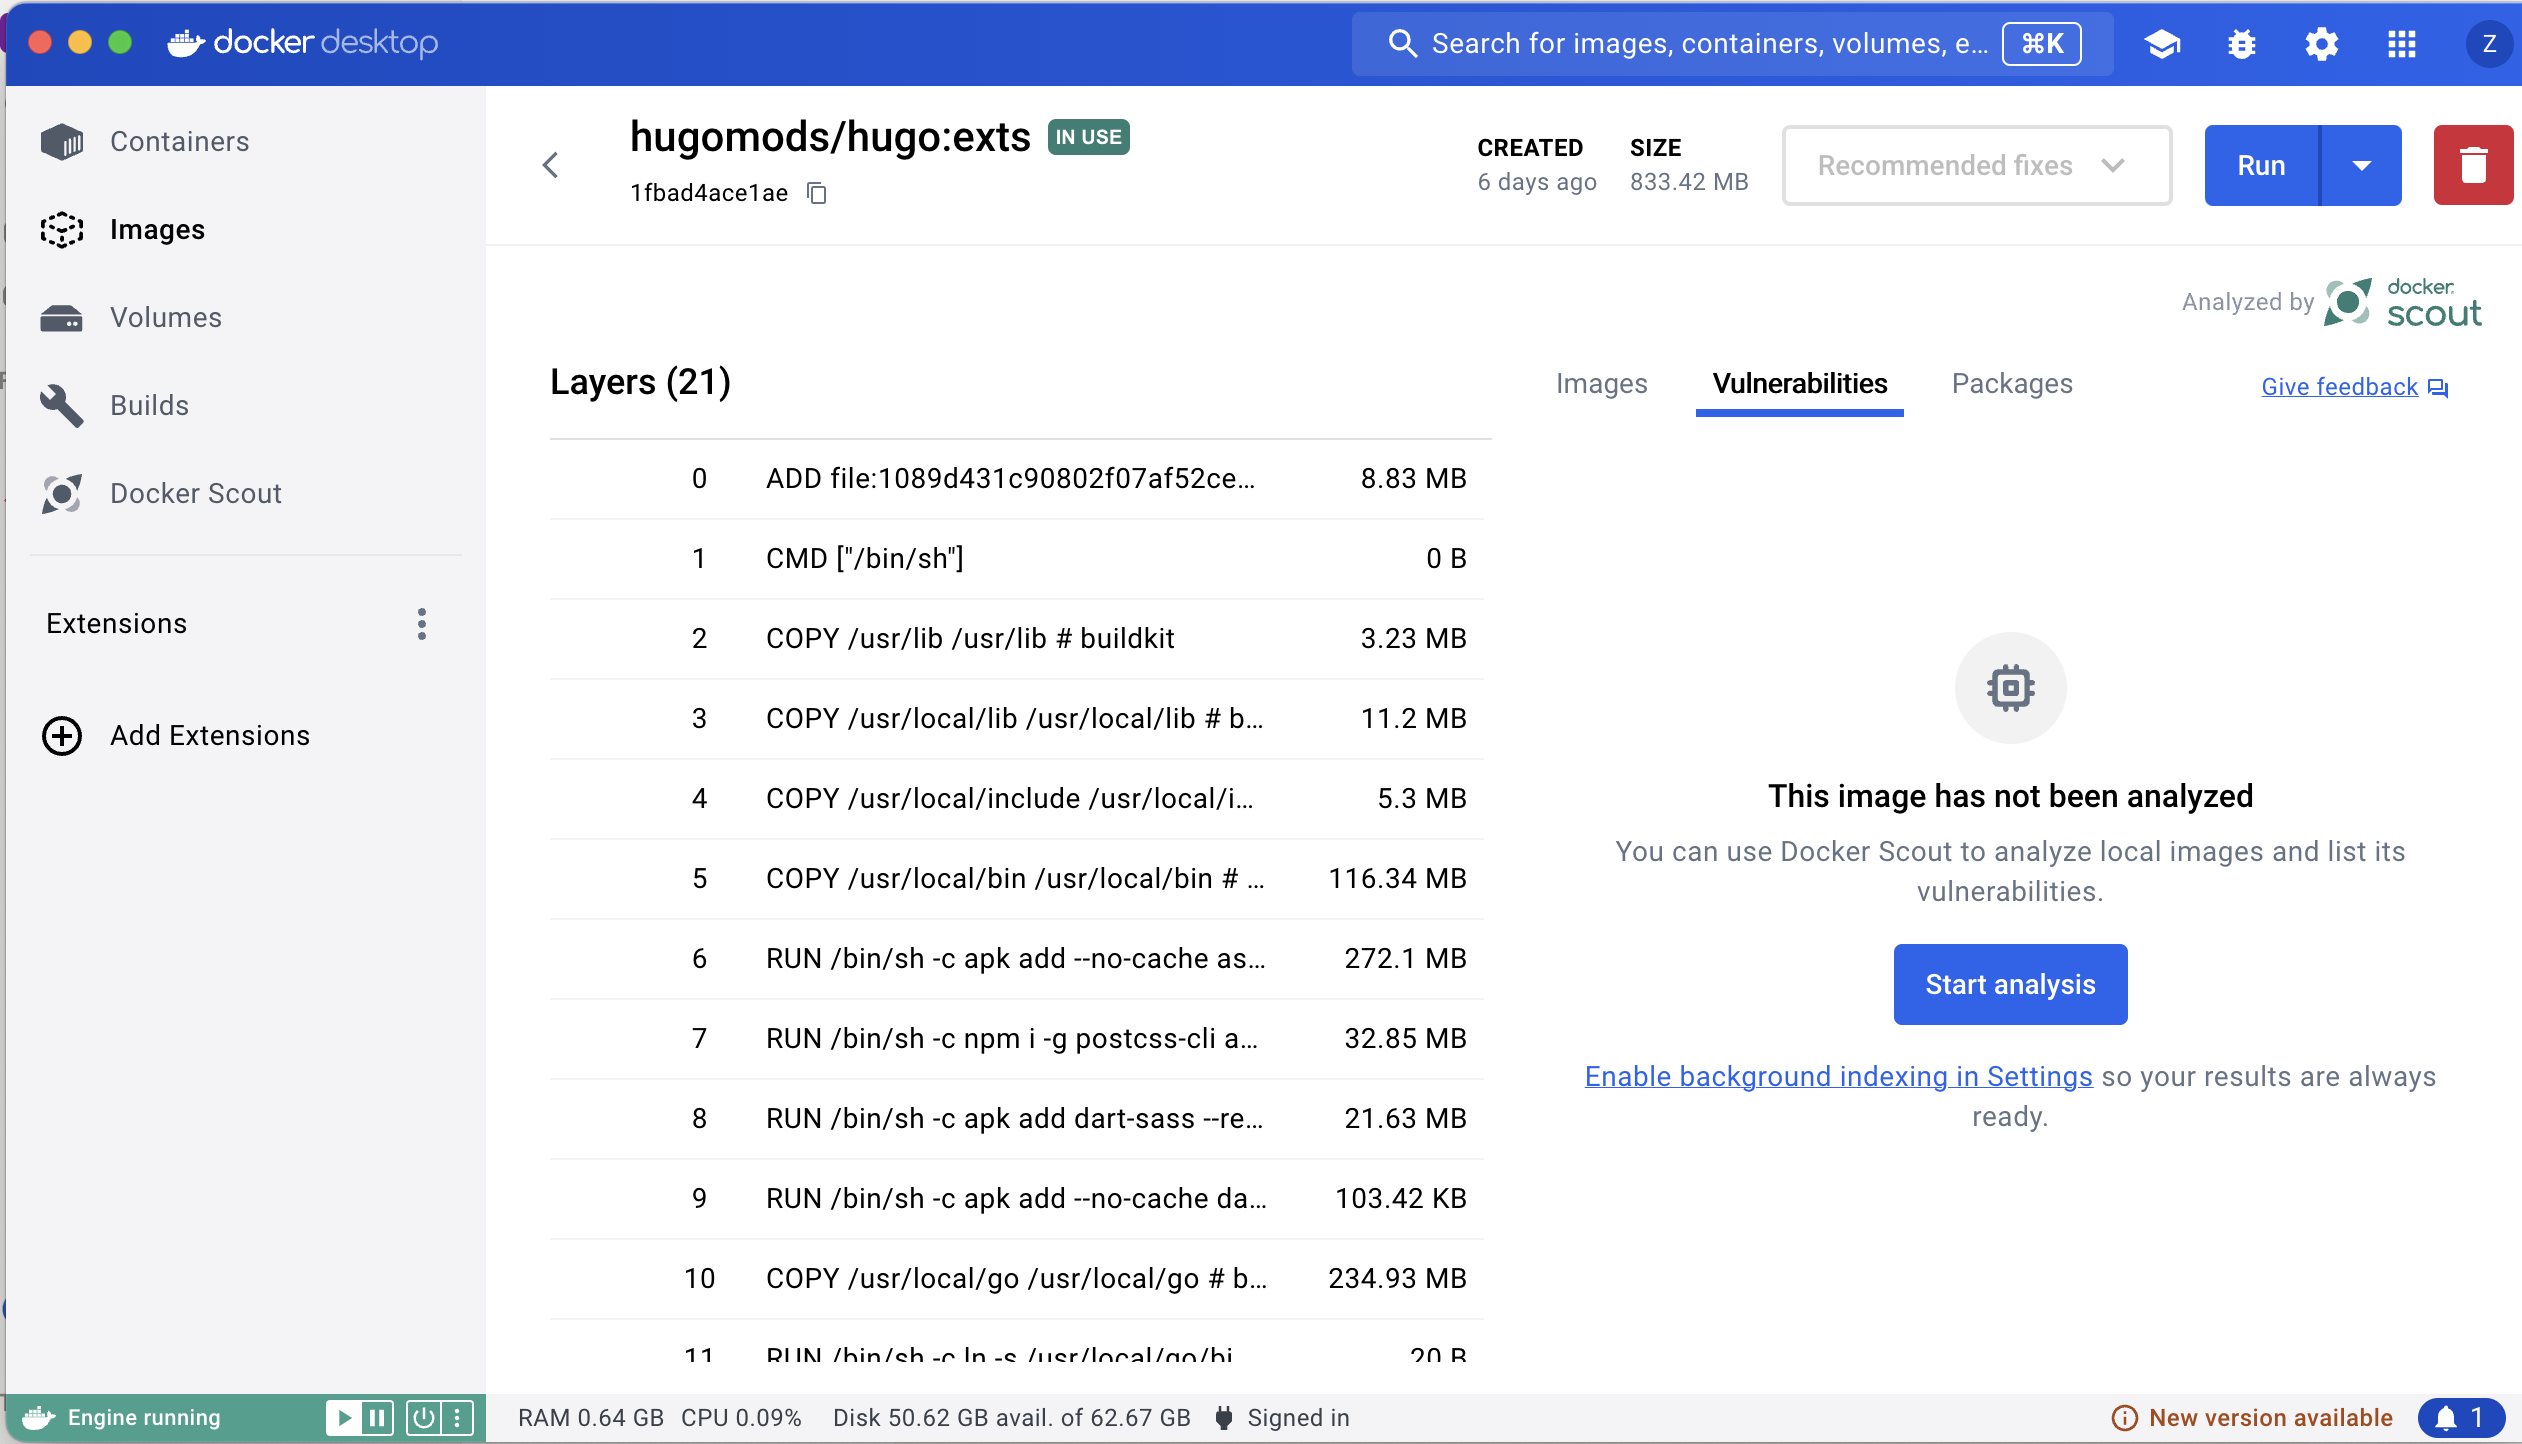 docker desktop
Search for images, containers, volumes, e...
⌘K
Z
Containers
Images
Volumes
Builds
Docker Scout
Extensions
Add Extensions
hugomods/hugo:exts
IN USE
1fbad4ace1ae
CREATED
6 days ago
SIZE
833.42 MB
Recommended fixes
Run
Analyzed by
docker
scout
Layers (21)
0 ADD file:1089d431c90802f07af52ce... 8.83 MB
1 CMD ["/bin/sh"] 0 B
2 COPY /usr/lib /usr/lib # buildkit 3.23 MB
3 COPY /usr/local/lib /usr/local/lib # b... 11.2 MB
4 COPY /usr/local/include /usr/local/i... 5.3 MB
5 COPY /usr/local/bin /usr/local/bin # ... 116.34 MB
6 RUN /bin/sh -c apk add --no-cache as... 272.1 MB
7 RUN /bin/sh -c npm i -g postcss-cli a... 32.85 MB
8 RUN /bin/sh -c apk add dart-sass --re... 21.63 MB
9 RUN /bin/sh -c apk add --no-cache da... 103.42 KB
10 COPY /usr/local/go /usr/local/go # b... 234.93 MB
11 RUN /bin/sh -c ln -s /usr/local/go/bi 20 B
Images
Vulnerabilities
Packages
Give feedback
This image has not been analyzed
You can use Docker Scout to analyze local images and list its
vulnerabilities.
Start analysis
Enable background indexing in Settings so your results are always
ready.
Engine running
RAM 0.64 GB CPU 0.09% Disk 50.62 GB avail. of 62.67 GB Signed in
New version available
1